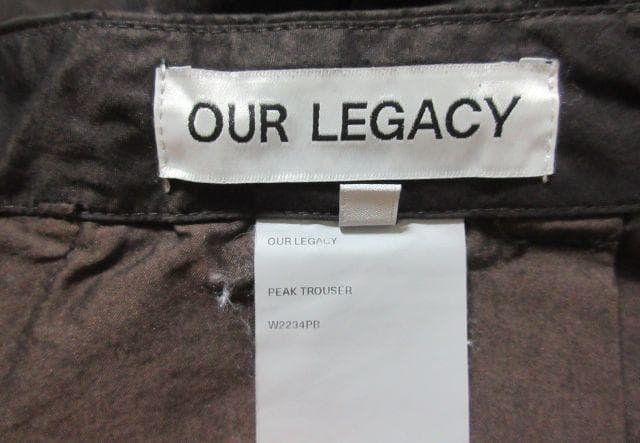 OUR LEGACY
OUR LEGACY
PEAK TROUSER
W2234PB